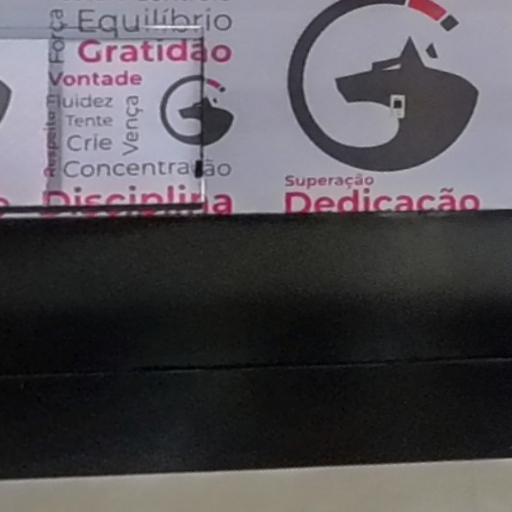 Força
Equilíbrio
Gratidão
Vontade
Respeito
Fluidez
Tente
Crie
Vença
Concentração
Disciplina
Superação
Dedicação